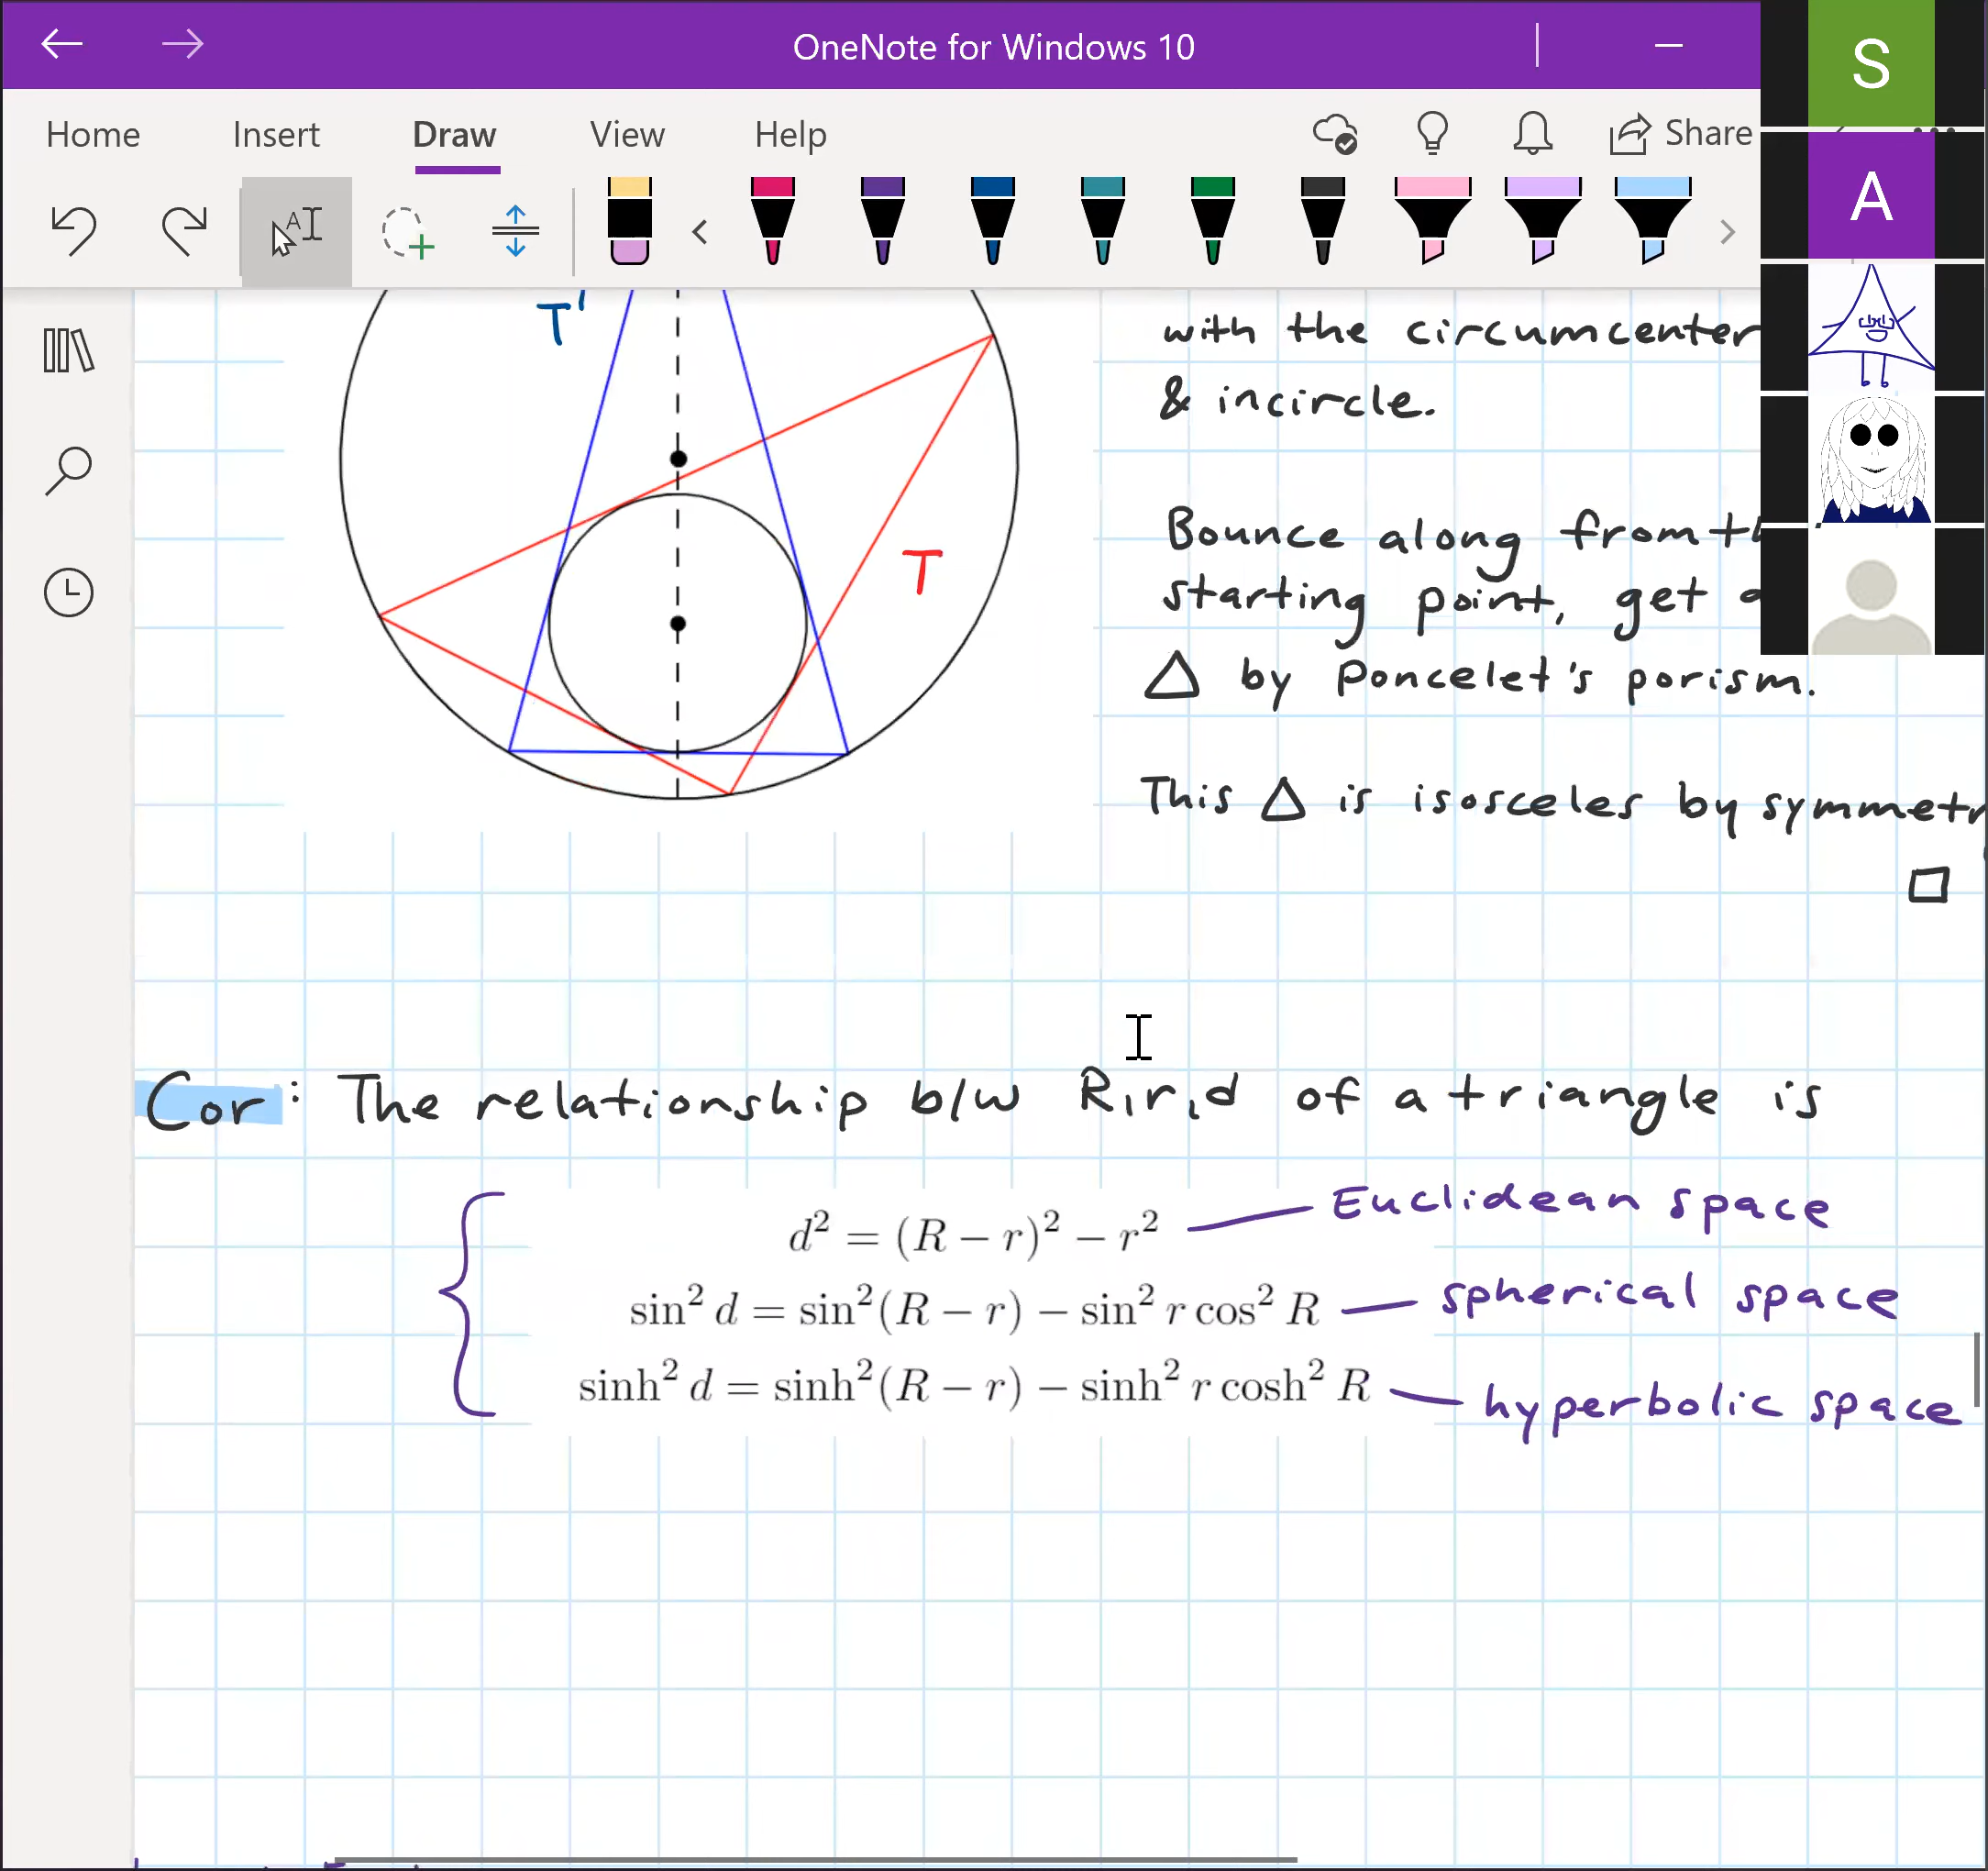 OneNote for Windows 10
S
Home Insert Draw View Help Share
A
T'
with the circumcenter
& incircle.
Bounce along from
T
starting point, get
△ by Poncelet's porism.
This △ is isosceles by
□
Cor: The relationship b/w R,r,d of a triangle is
d² = (R − r)² − r² — Euclidean space
sin² d = sin²(R − r) − sin² r cos² R — spherical space
sinh² d = sinh²(R − r) − sinh² r cosh² R — hyperbolic space